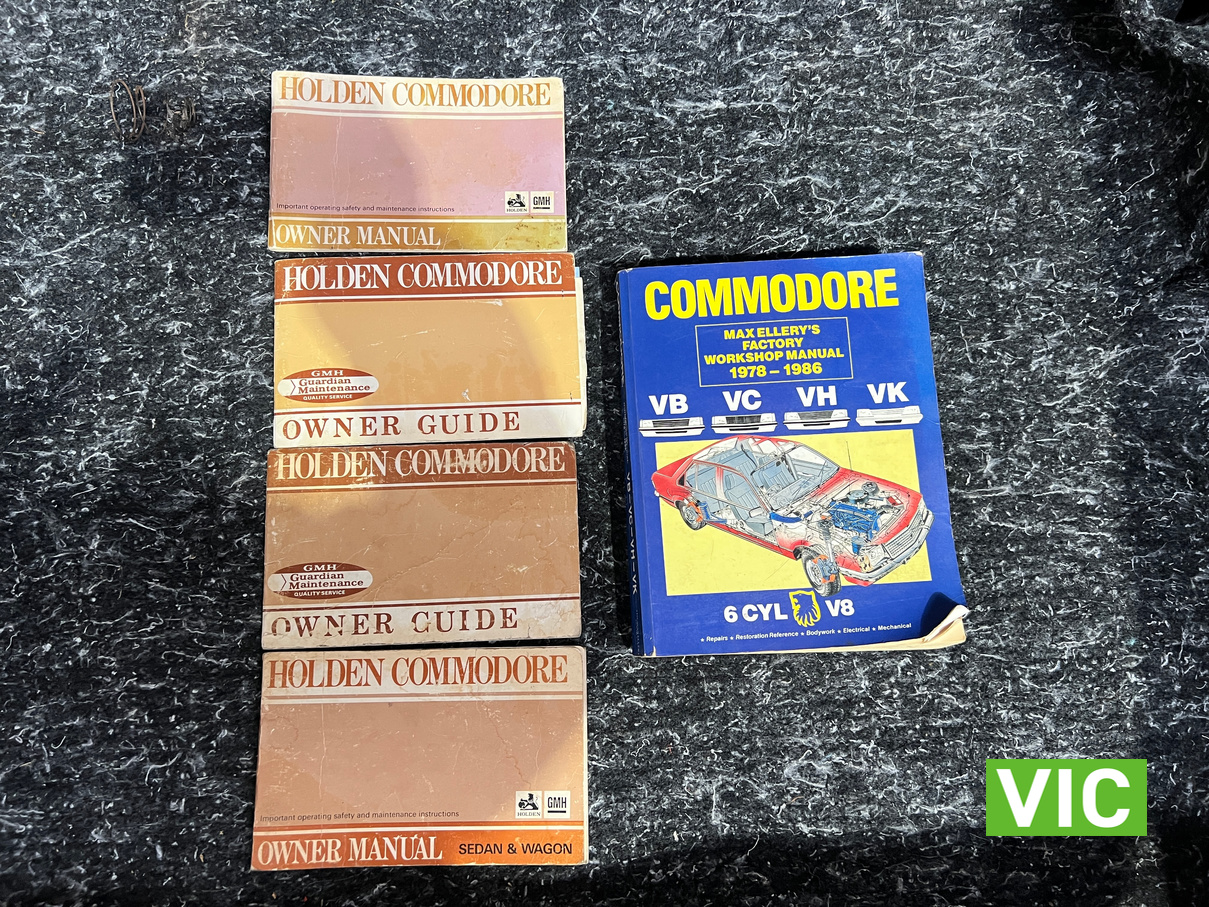 HOLDEN COMMODORE
Important operating safety and maintenance instructions
HOLDEN
GMH
OWNER MANUAL
HOLDEN COMMODORE
GMH
Guardian
Maintenance
QUALITY SERVICE
OWNER GUIDE
HOLDEN COMMODORE
GMH
Guardian
Maintenance
QUALITY SERVICE
OWNER GUIDE
HOLDEN COMMODORE
Important operating safety and maintenance instructions
HOLDEN
GMH
OWNER MANUAL SEDAN & WAGON
COMMODORE
MAX ELLERY'S
FACTORY
WORKSHOP MANUAL
1978 – 1986
VB VC VH VK
6 CYL V8
★ Repairs ★ Restoration Reference ★ Bodywork ★ Electrical ★ Mechanical
VIC